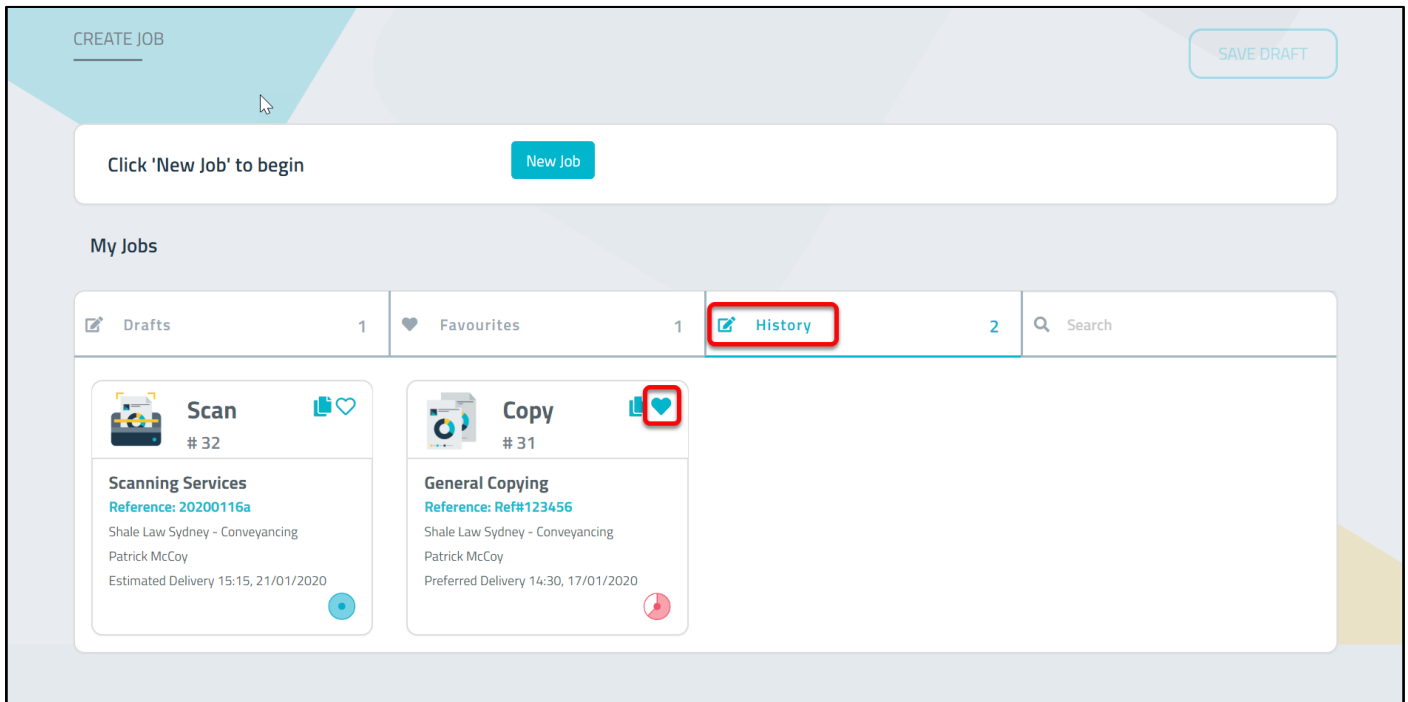 CREATE JOB
SAVE DRAFT
Click 'New Job' to begin
New Job
My Jobs
Drafts 1
Favourites 1
History 2
Search
Scan
# 32
Scanning Services
Reference: 20200116a
Shale Law Sydney - Conveyancing
Patrick McCoy
Estimated Delivery 15:15, 21/01/2020
Copy
# 31
General Copying
Reference: Ref#123456
Shale Law Sydney - Conveyancing
Patrick McCoy
Preferred Delivery 14:30, 17/01/2020